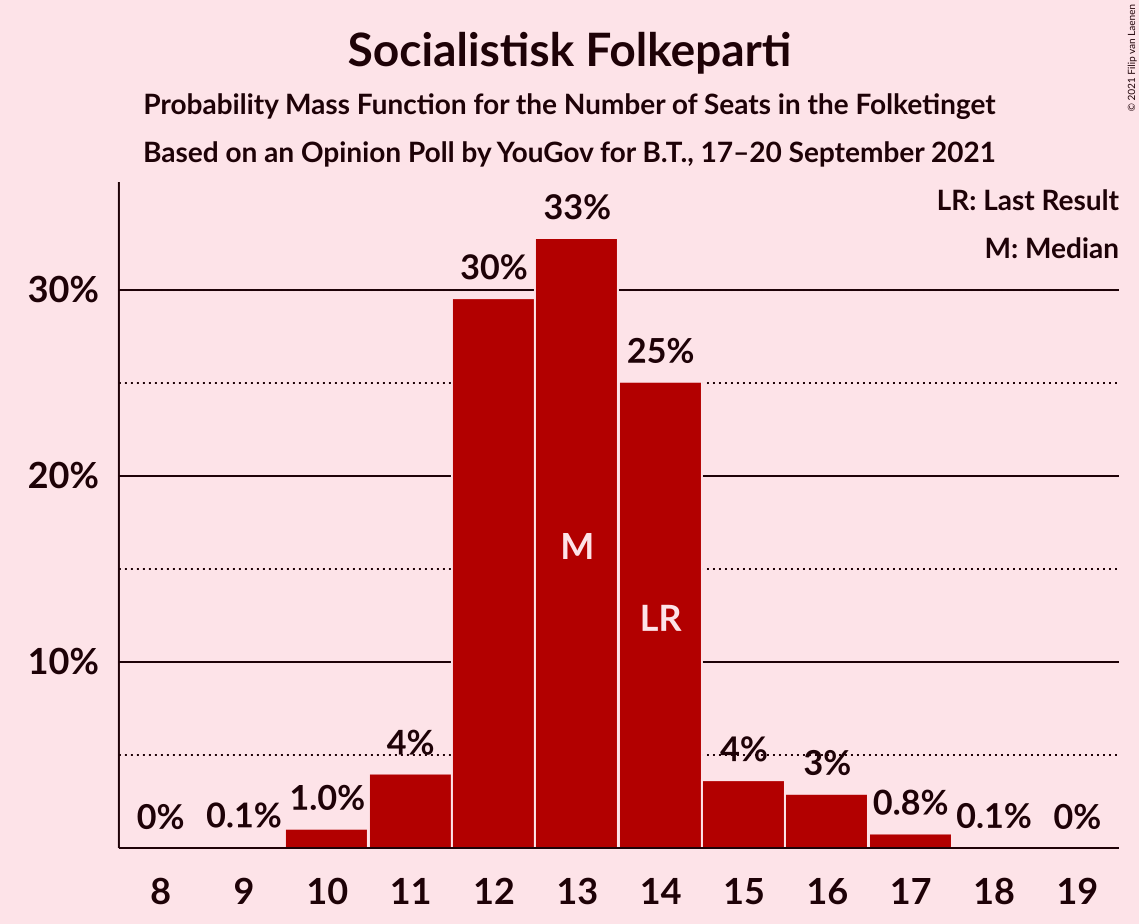 Socialistisk Folkeparti
Probability Mass Function for the Number of Seats in the Folketinget
Based on an Opinion Poll by YouGov for B.T., 17–20 September 2021
© 2021 Filip van Laenen
LR: Last Result
M: Median
33%
30%
25%
30%
20%
10%
M
LR
0%
0.1%
1.0%
4%
4%
3%
0.8%
0.1%
0%
8 9 10 11 12 13 14 15 16 17 18 19